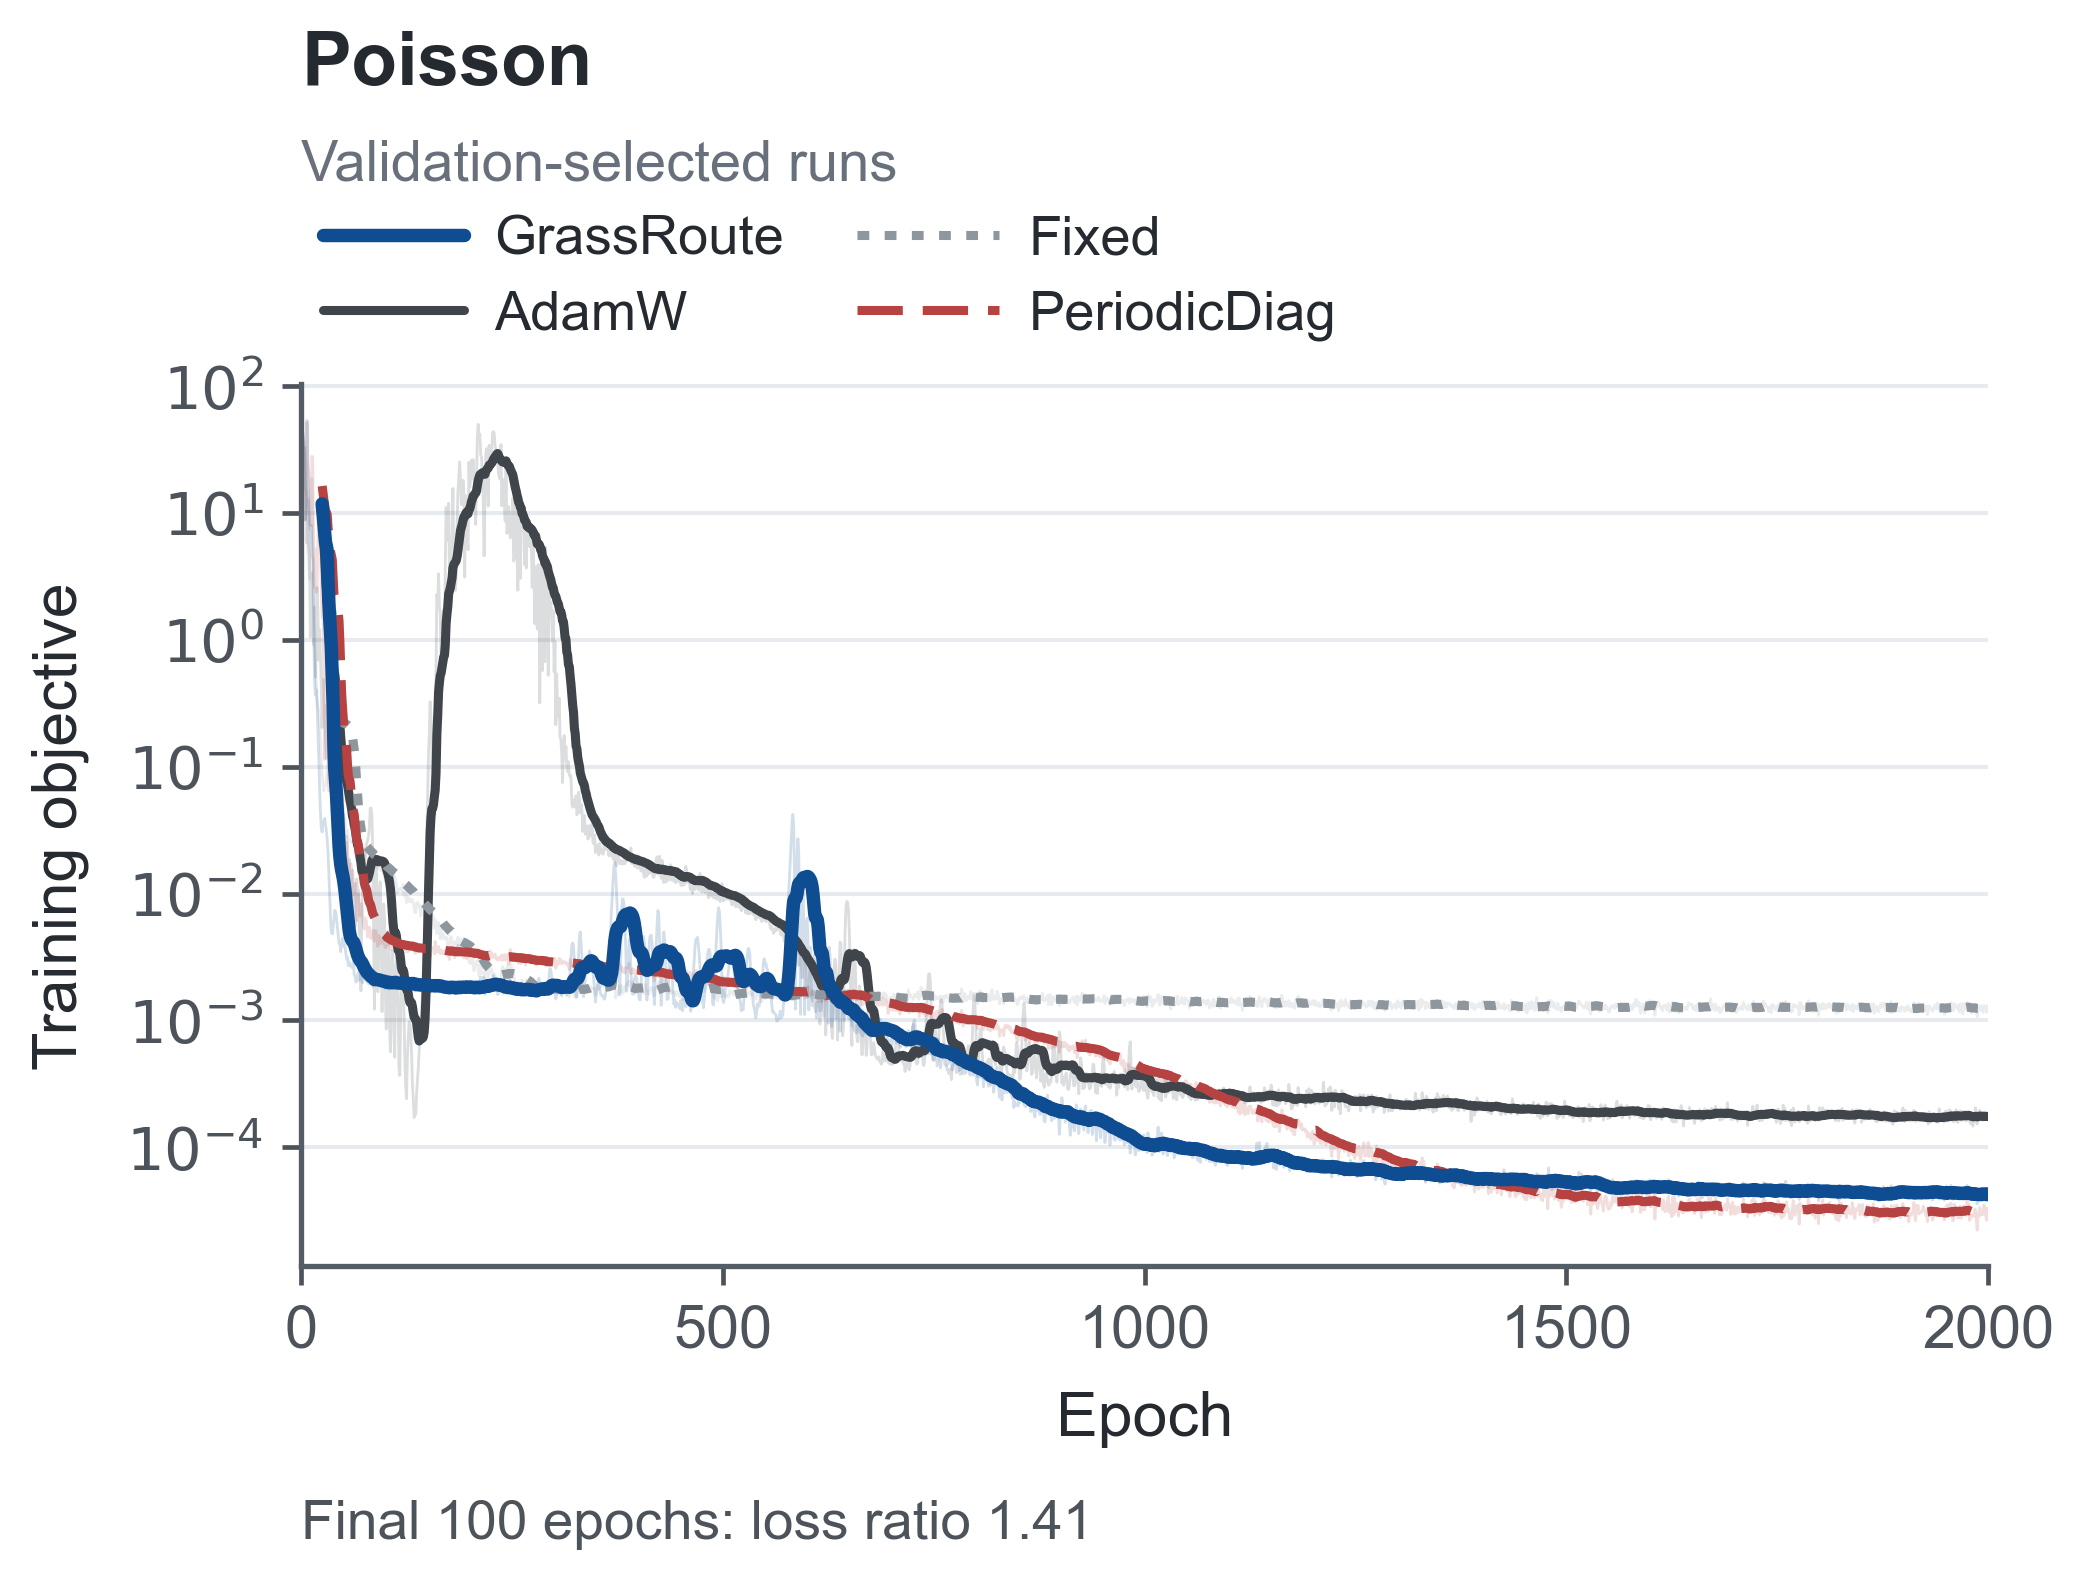 Poisson
Validation-selected runs
GrassRoute
Fixed
AdamW
PeriodicDiag
10²
10¹
10⁰
10⁻¹
10⁻²
10⁻³
10⁻⁴
Training objective
0 500 1000 1500 2000
Epoch
Final 100 epochs: loss ratio 1.41